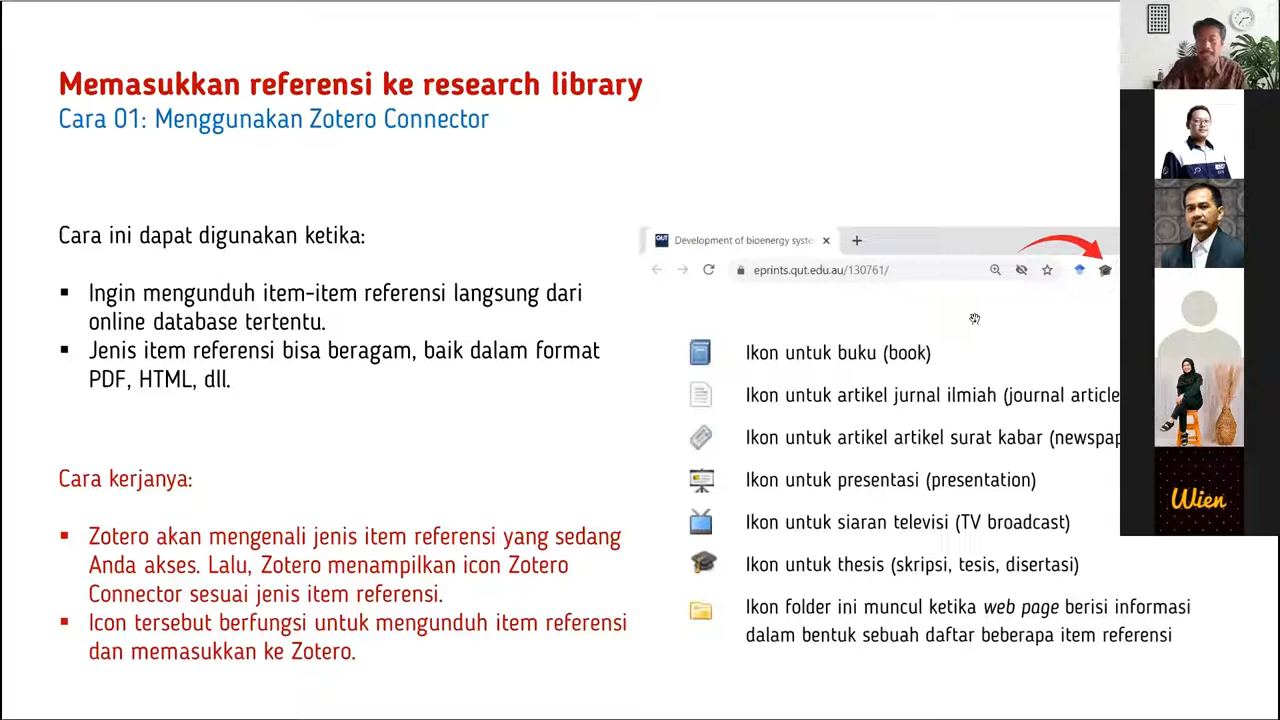 Memasukkan referensi ke research library
Cara 01: Menggunakan Zotero Connector
Cara ini dapat digunakan ketika:
▪ Ingin mengunduh item-item referensi langsung dari
online database tertentu.
▪ Jenis item referensi bisa beragam, baik dalam format
PDF, HTML, dll.
Cara kerjanya:
▪ Zotero akan mengenali jenis item referensi yang sedang
Anda akses. Lalu, Zotero menampilkan icon Zotero
Connector sesuai jenis item referensi.
▪ Icon tersebut berfungsi untuk mengunduh item referensi
dan memasukkan ke Zotero.
QUT Development of bioenergy syste
eprints.qut.edu.au/130761/
Ikon untuk buku (book)
Ikon untuk artikel jurnal ilmiah (journal article
Ikon untuk artikel artikel surat kabar (newspap
Ikon untuk presentasi (presentation)
Ikon untuk siaran televisi (TV broadcast)
Ikon untuk thesis (skripsi, tesis, disertasi)
Ikon folder ini muncul ketika web page berisi informasi
dalam bentuk sebuah daftar beberapa item referensi
Wien